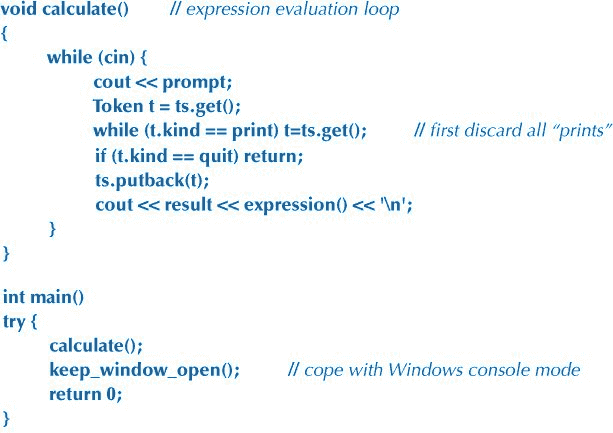 void calculate() // expression evaluation loop
{
while (cin) {
cout << prompt;
Token t = ts.get();
while (t.kind == print) t=ts.get(); // first discard all “prints”
if (t.kind == quit) return;
ts.putback(t);
cout << result << expression() << '\n';
}
}
int main()
try {
calculate();
keep_window_open(); // cope with Windows console mode
return 0;
}